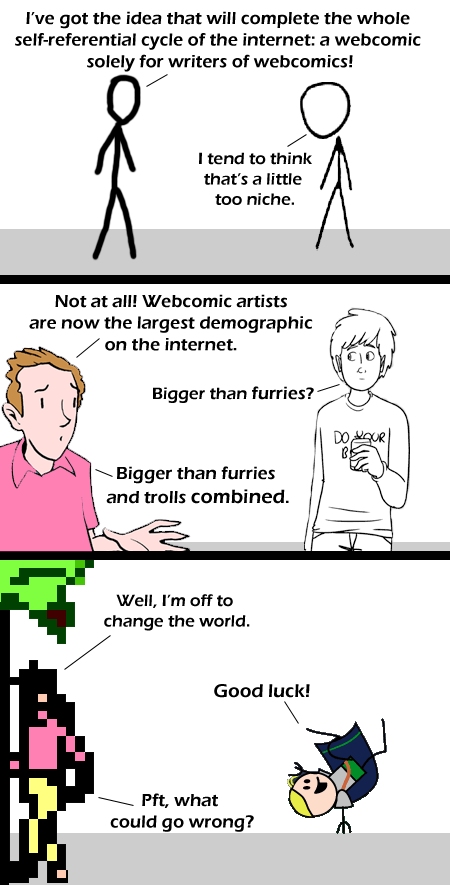 I've got the idea that will complete the whole
self-referential cycle of the internet: a webcomic
solely for writers of webcomics!
I tend to think
that's a little
too niche.
Not at all! Webcomic artists
are now the largest demographic
on the internet.
Bigger than furries?
DO YOUR
B
Bigger than furries
and trolls combined.
Well, I'm off to
change the world.
Good luck!
Pft, what
could go wrong?